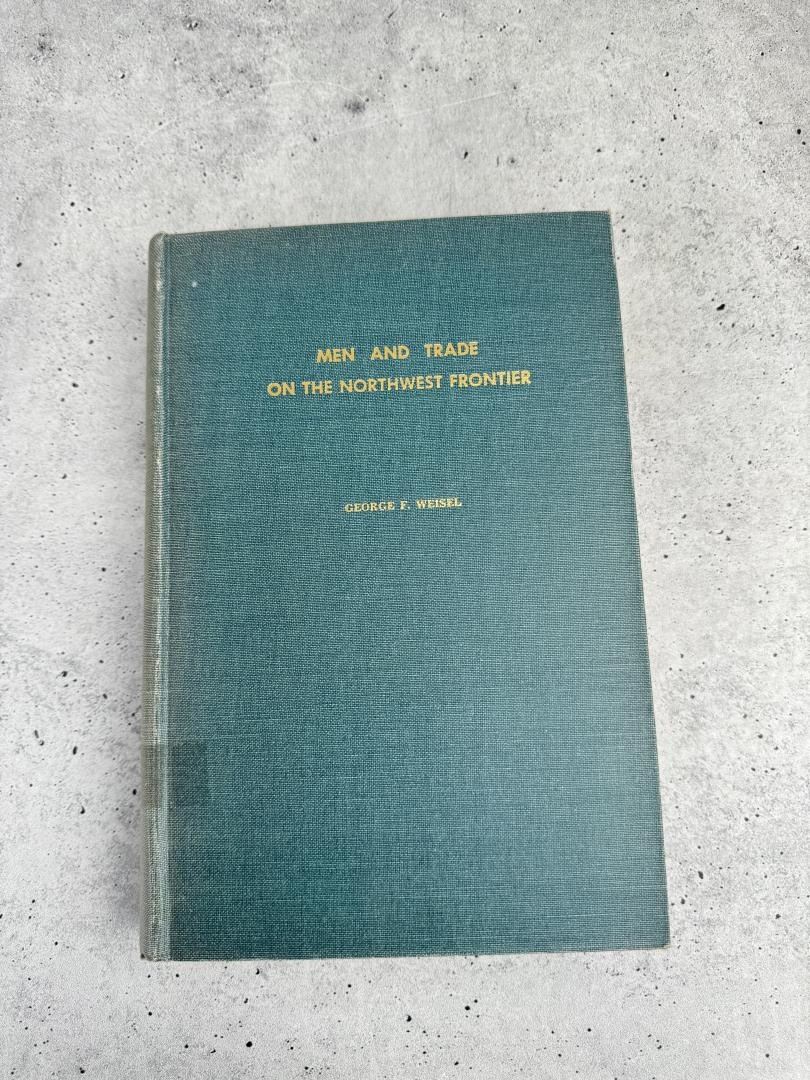 MEN AND TRADE
ON THE NORTHWEST FRONTIER
GEORGE F. WEISEL